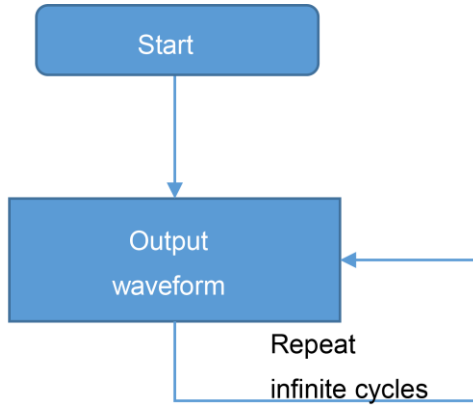 Start
Output
waveform
Repeat
infinite cycles